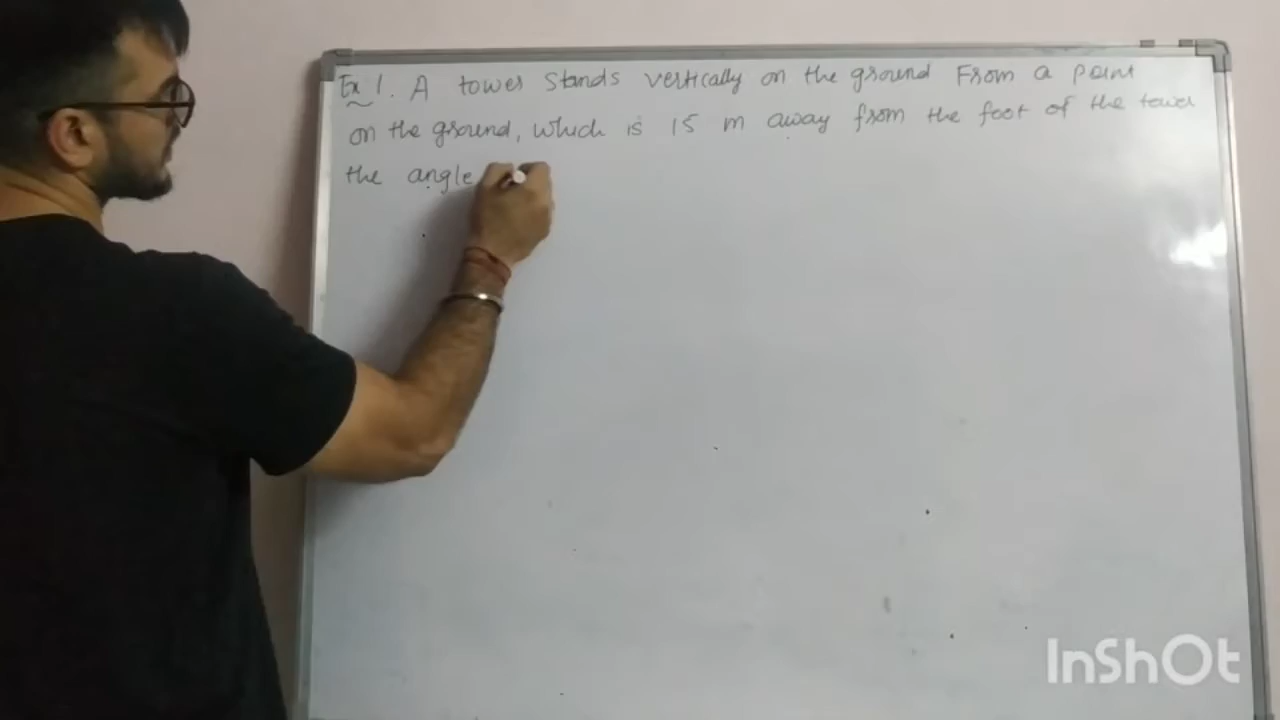 Ex 1. A tower stands vertically on the ground From a point
on the ground, which is 15 m away from the foot of the tower
the angle
InShOt